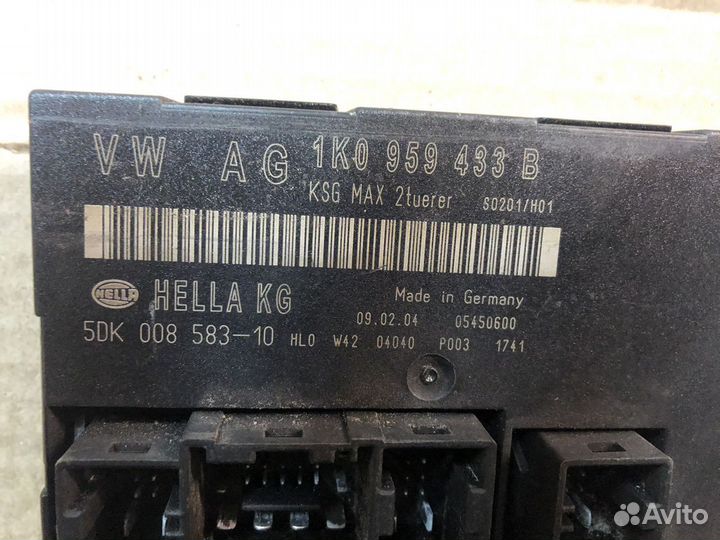 VW AG 1K0 959 433 B
KSG MAX 2tuerer S0201/H01
HELLA HELLA KG Made in Germany
09.02.04 05450600
5DK 008 583-10 HL0 W42 04040 P003 1741
Avito